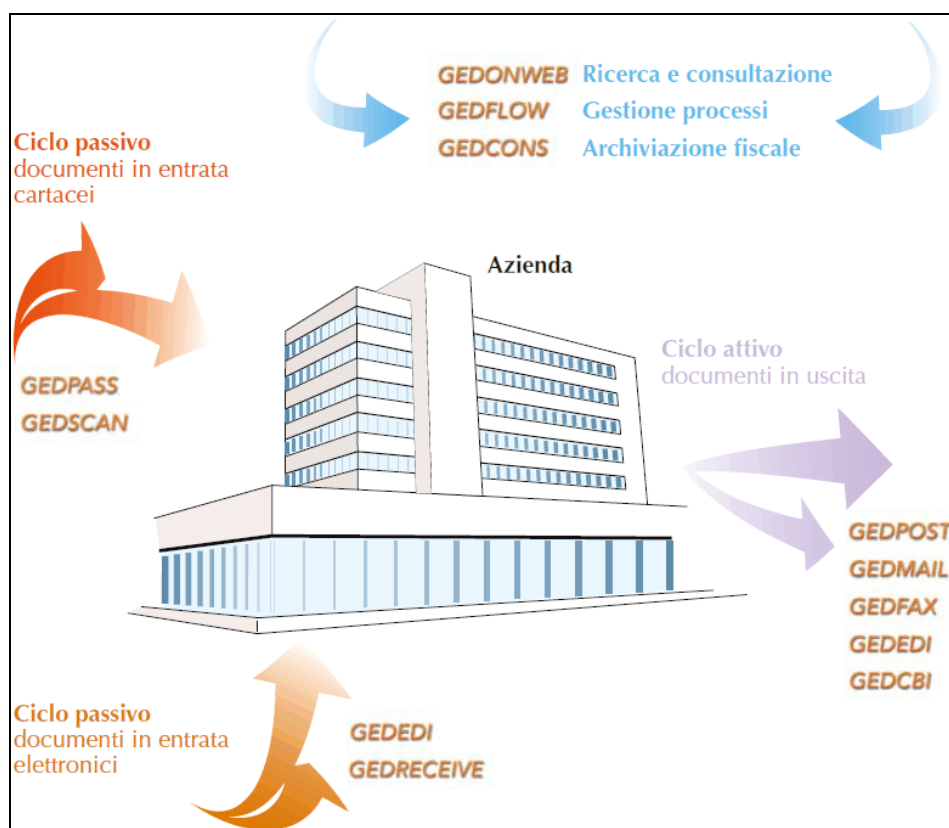 GEDONWEB Ricerca e consultazione
GEDFLOW Gestione processi
GEDCONS Archiviazione fiscale
Ciclo passivo
documenti in entrata
cartacei
Azienda
GEDPASS
GEDSCAN
Ciclo attivo
documenti in uscita
GEDPOST
GEDMAIL
GEDFAX
GEDEDI
GEDCBI
Ciclo passivo
documenti in entrata
elettronici
GEDEDI
GEDRECEIVE